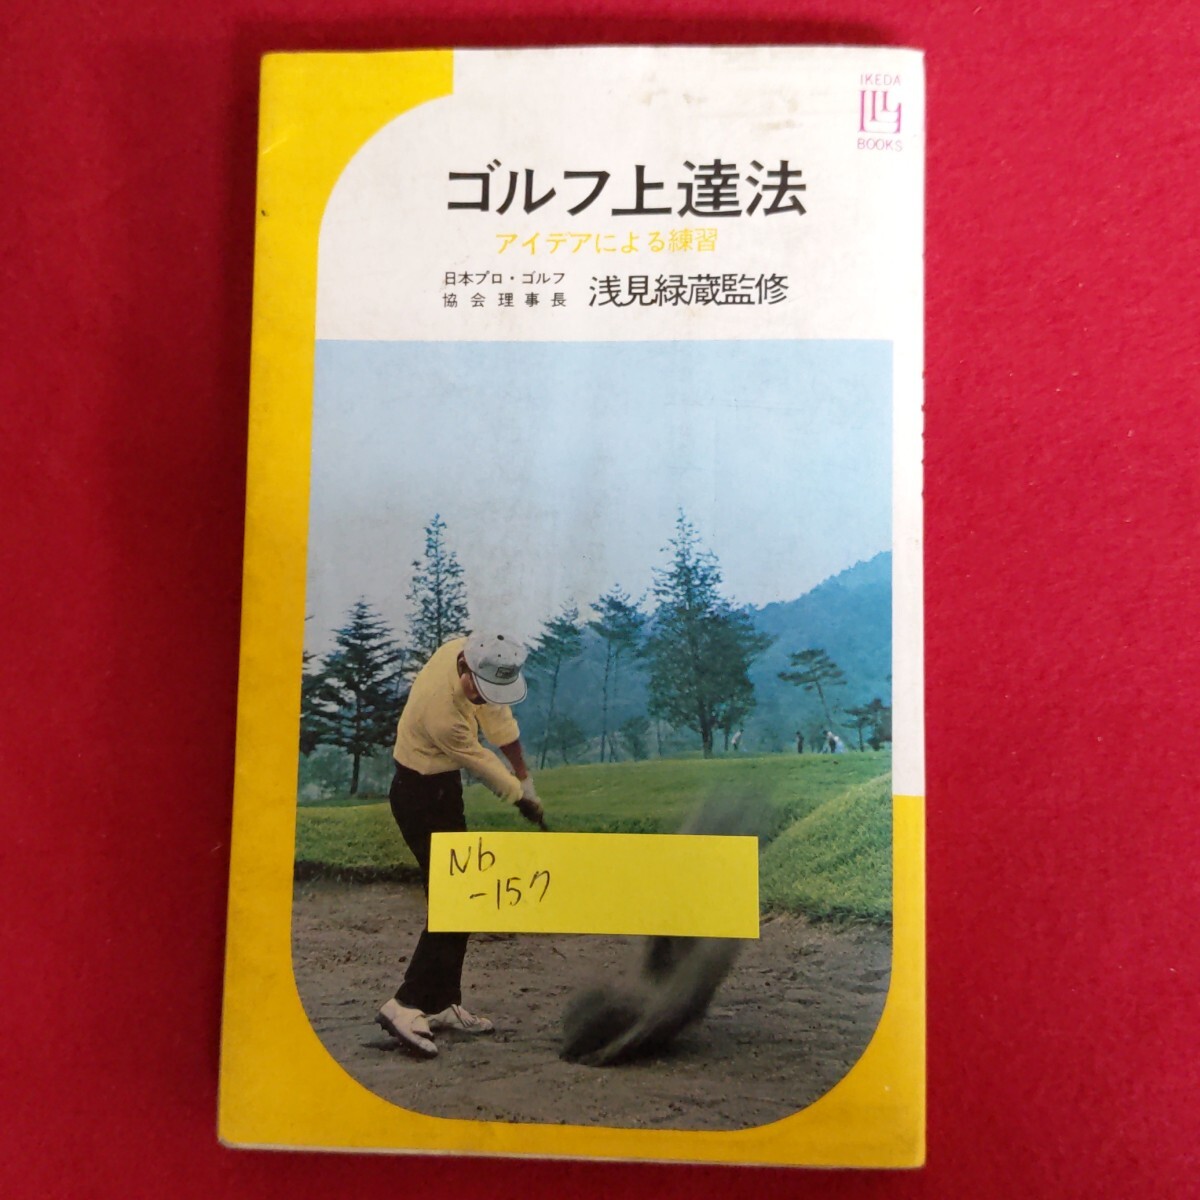 IKEDA
BOOKS
ゴルフ上達法
アイデアによる練習
日本プロ・ゴルフ
協会理事長
浅見緑蔵監修
Nb
-157